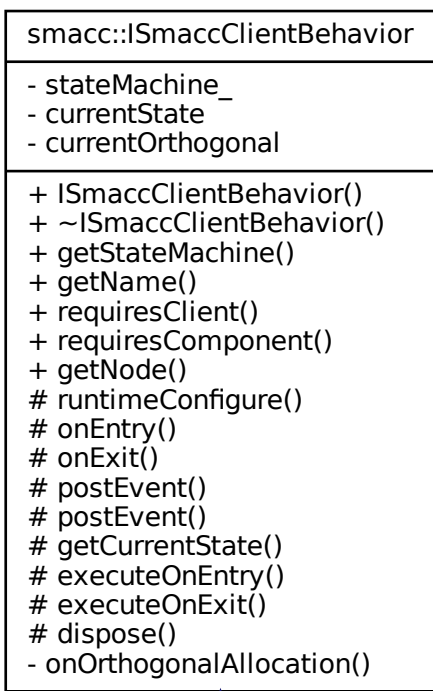 smacc::ISmaccClientBehavior
- stateMachine_
- currentState
- currentOrthogonal
+ ISmaccClientBehavior()
+ ~ISmaccClientBehavior()
+ getStateMachine()
+ getName()
+ requiresClient()
+ requiresComponent()
+ getNode()
# runtimeConfigure()
# onEntry()
# onExit()
# postEvent()
# postEvent()
# getCurrentState()
# executeOnEntry()
# executeOnExit()
# dispose()
- onOrthogonalAllocation()